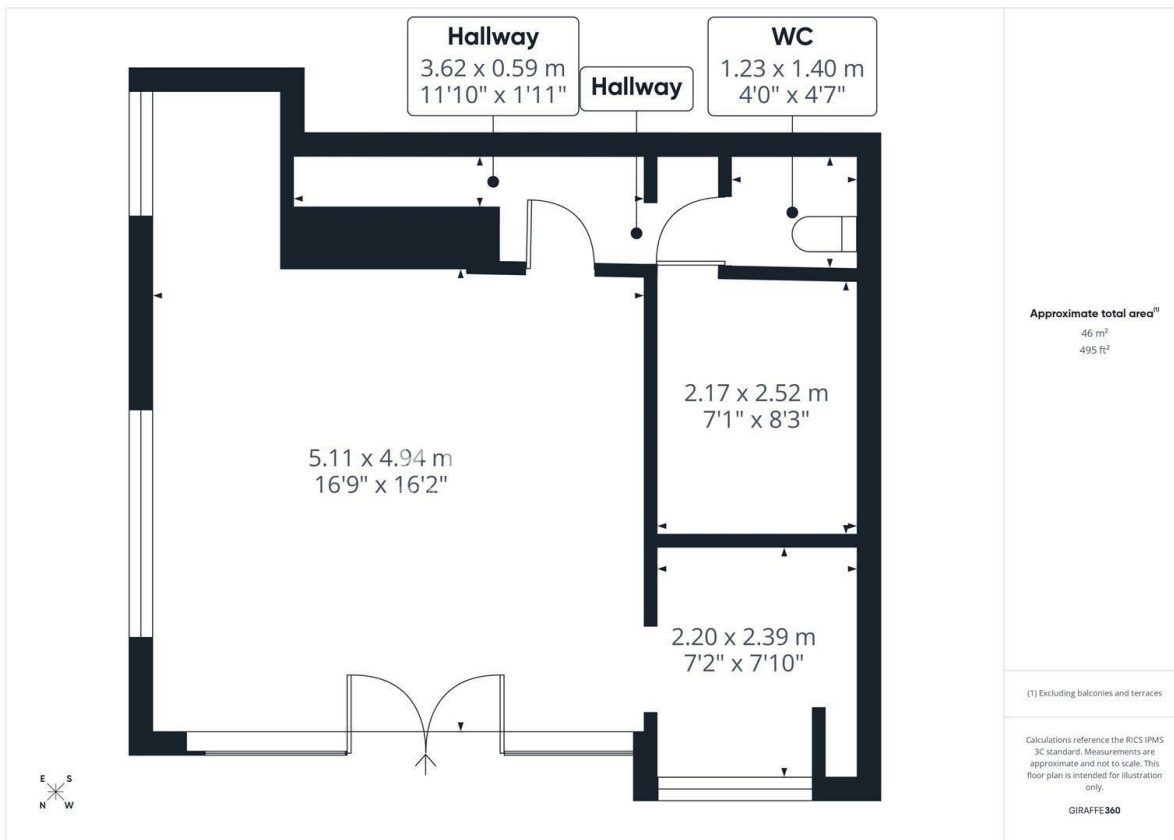 Hallway
3.62 x 0.59 m
11'10" x 1'11"
Hallway
WC
1.23 x 1.40 m
4'0" x 4'7"
2.17 x 2.52 m
7'1" x 8'3"
5.11 x 4.94 m
16'9" x 16'2"
2.20 x 2.39 m
7'2" x 7'10"
E S
N W
Approximate total area(1)
46 m²
495 ft²
(1) Excluding balconies and terraces
Calculations reference the RICS IPMS
3C standard. Measurements are
approximate and not to scale. This
floor plan is intended for illustration
only.
GIRAFFE360